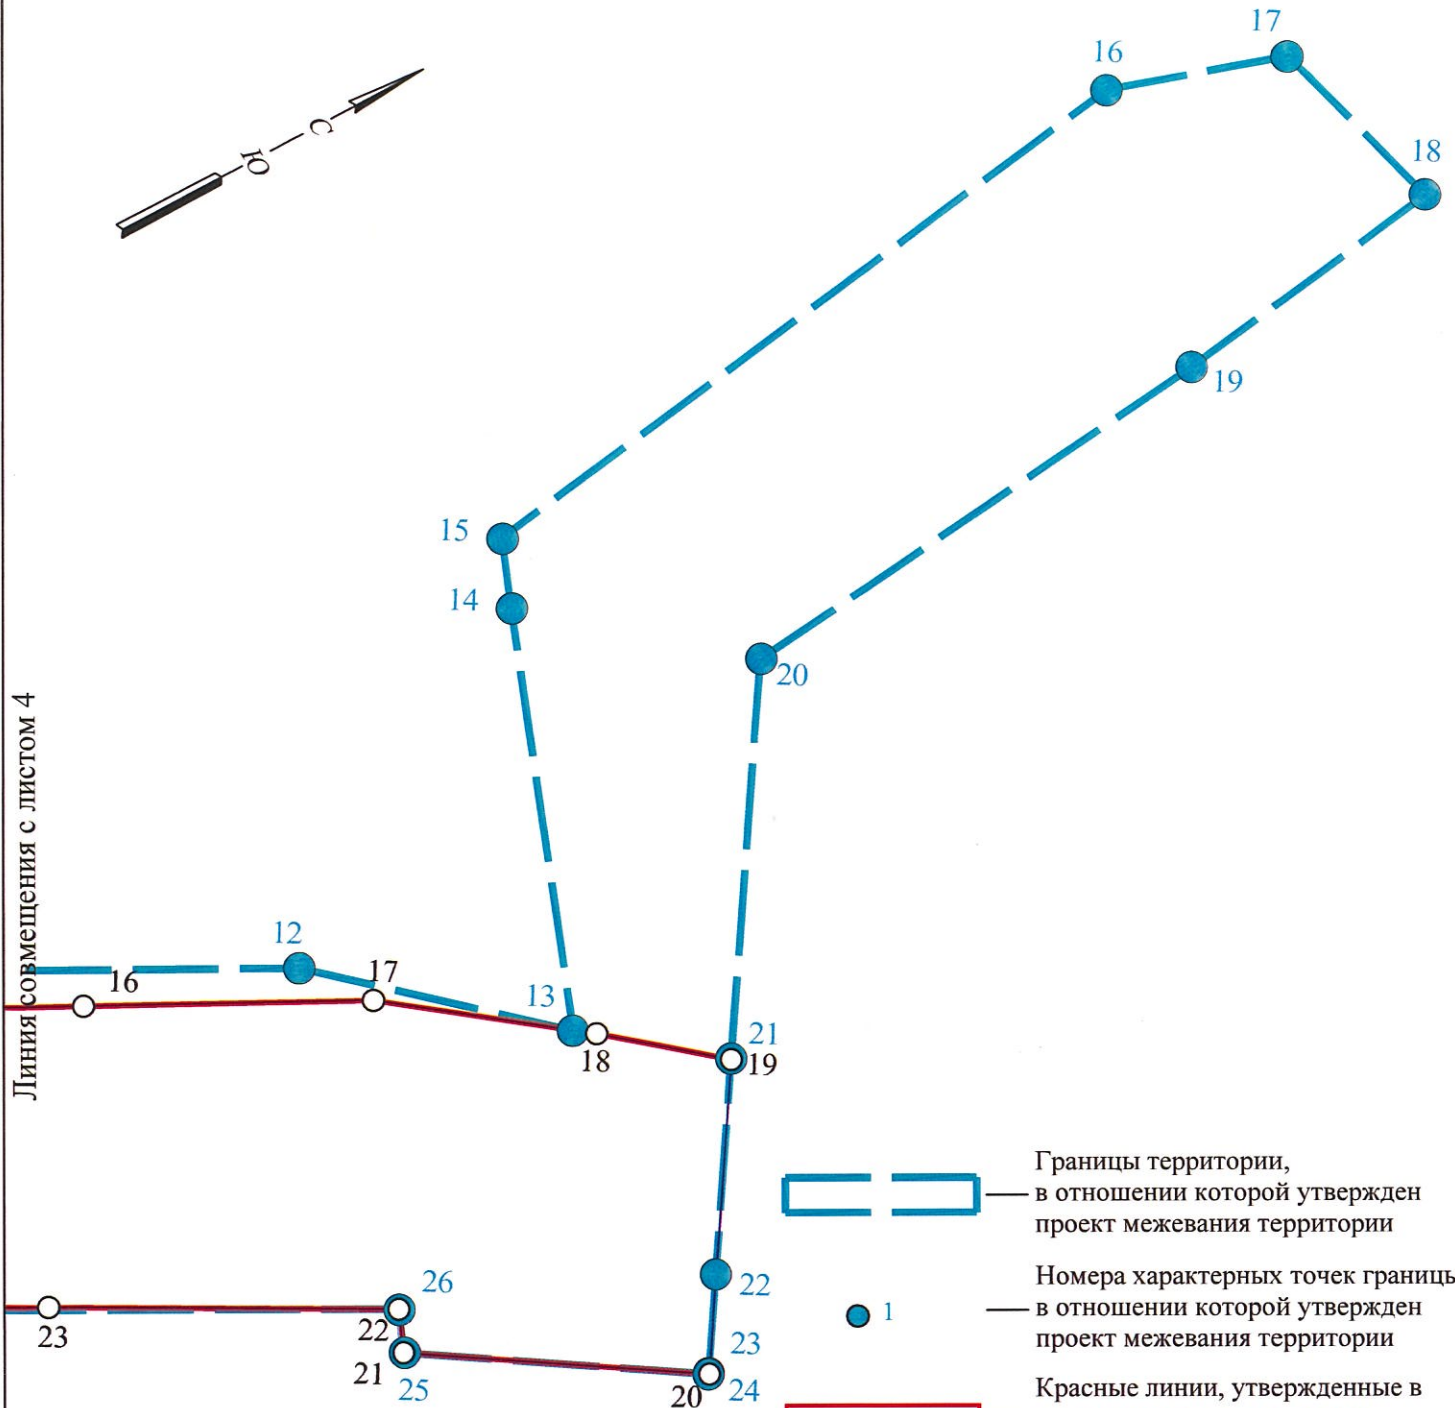 17
16
18
С
Ю
19
15
14
20
Линия совмещения с листом 4
12
16
17
13
18
21
19
Границы территории,
в отношении которой утвержден
проект межевания территории
26
22
Номера характерных точек границы
в отношении которой утвержден
проект межевания территории
1
23
22
23
21
25
20
24
Красные линии, утвержденные в